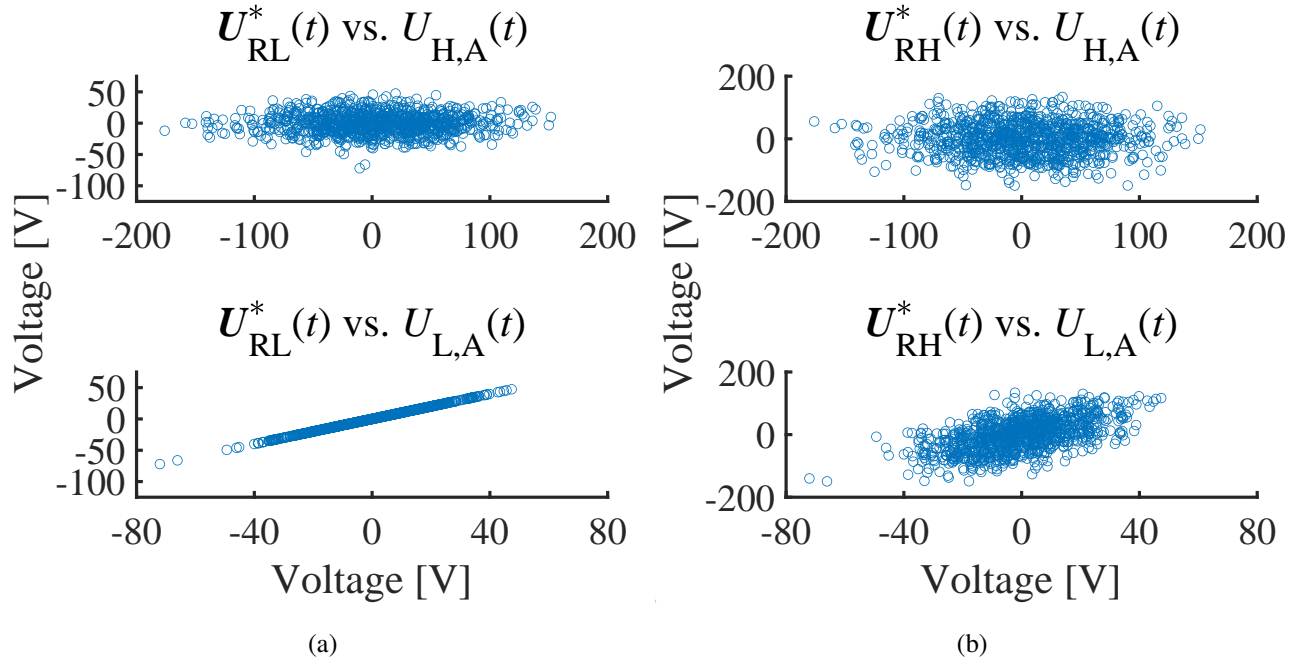 U*RL(t) vs. UH,A(t)
50
0
-50
-100
-200 -100 0 100 200
U*RL(t) vs. UL,A(t)
50
0
-50
-100
-80 -40 0 40 80
Voltage [V]
Voltage [V]
(a)
U*RH(t) vs. UH,A(t)
200
0
-200
-200 -100 0 100 200
U*RH(t) vs. UL,A(t)
200
0
-200
-80 -40 0 40 80
Voltage [V]
Voltage [V]
(b)